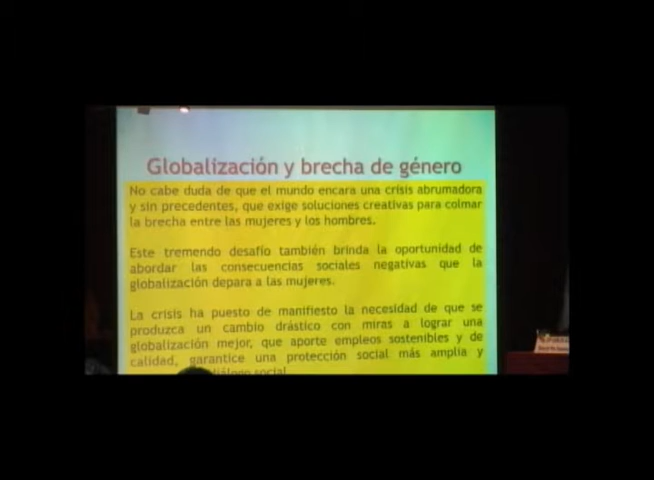 Globalización y brecha de género
No cabe duda de que el mundo encara una crisis abrumadora
y sin precedentes, que exige soluciones creativas para colmar
la brecha entre las mujeres y los hombres.
Este tremendo desafío también brinda la oportunidad de
abordar las consecuencias sociales negativas que la
globalización depara a las mujeres.
La crisis ha puesto de manifiesto la necesidad de que se
produzca un cambio drástico con miras a lograr una
globalización mejor, que aporte empleos sostenibles y de
calidad, garantice una protección social más amplia y
diálogo social